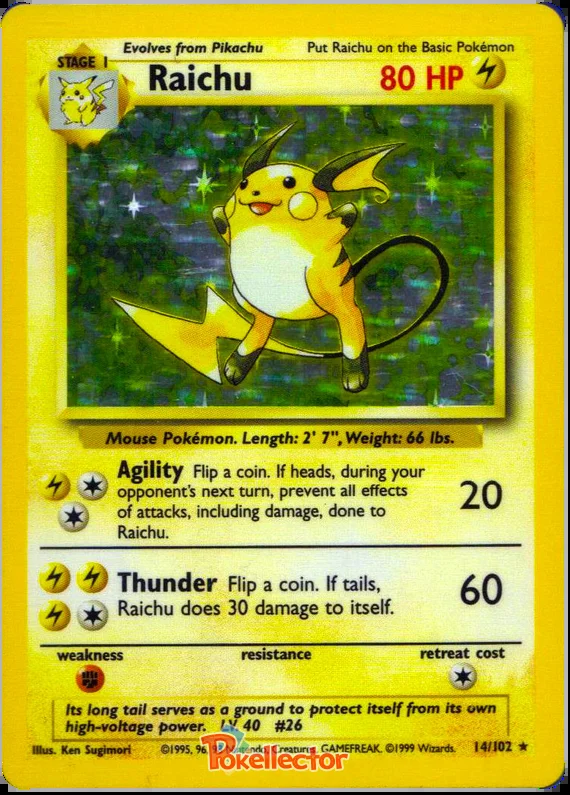 Evolves from Pikachu Put Raichu on the Basic Pokémon
STAGE 1
Raichu 80 HP
Mouse Pokémon. Length: 2' 7", Weight: 66 lbs.
Agility Flip a coin. If heads, during your
opponent's next turn, prevent all effects
of attacks, including damage, done to
Raichu.
20
Thunder Flip a coin. If tails,
Raichu does 30 damage to itself.
60
weakness resistance retreat cost
Its long tail serves as a ground to protect itself from its own
high-voltage power. LV. 40 #26
Illus. Ken Sugimori ©1995, 96, Nintendo, Creatures, GAMEFREAK. ©1999 Wizards. 14/102 ★
Pokellector